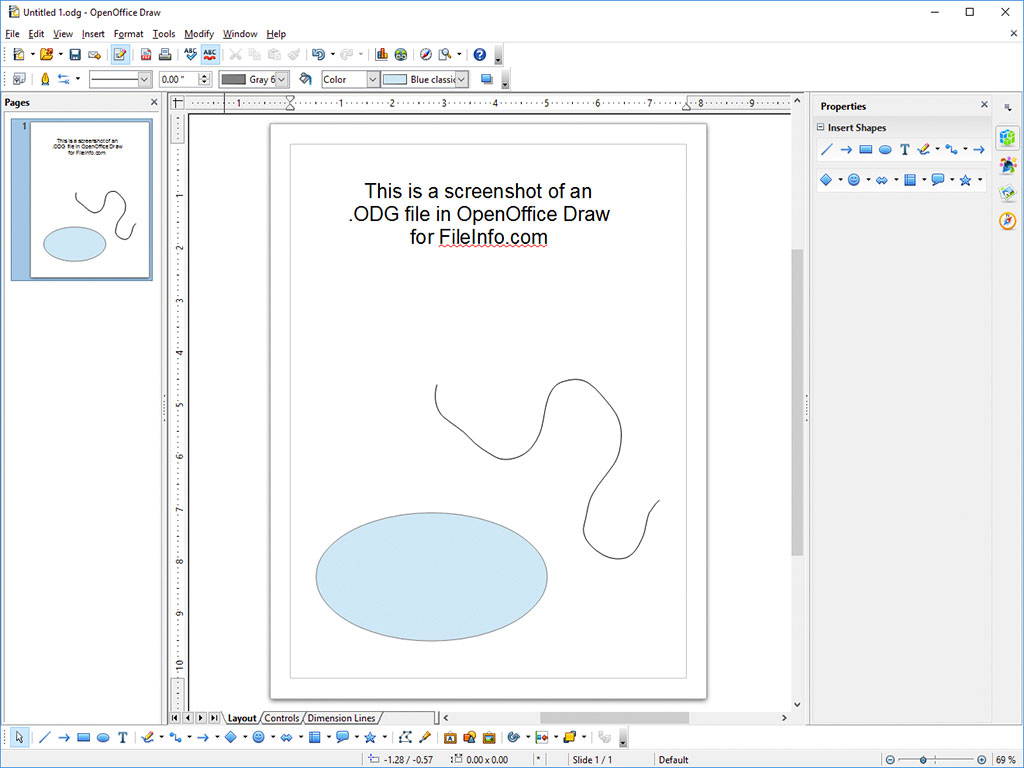 Untitled 1.odg - OpenOffice Draw
File Edit View Insert Format Tools Modify Window Help
ABC ABC
0.00 " Gray 6 Color Blue classic
Pages
1 1 2 3 4 5 6 7 8 9
Properties
1
This is a screenshot of an
.ODG file in OpenOffice Draw
for FileInfo.com
Insert Shapes
T
This is a screenshot of an
.ODG file in OpenOffice Draw
for FileInfo.com
1
2
3
4
5
6
7
8
9
10
Layout Controls Dimension Lines
T A
-1.28 / -0.57 0.00 x 0.00 * Slide 1 / 1 Default 69 %